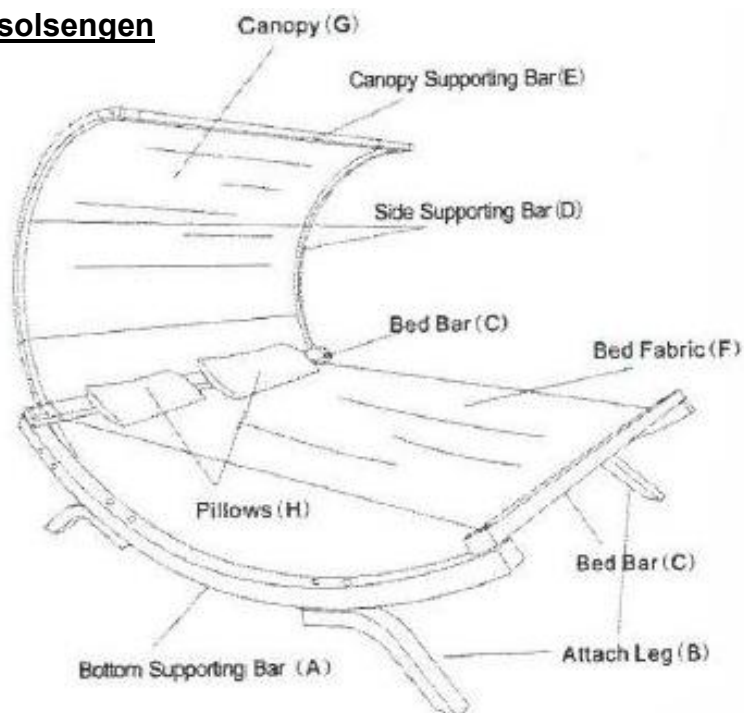 solsengen
Canopy (G)
Canopy Supporting Bar (E)
Side Supporting Bar (D)
Bed Bar (C)
Bed Fabric (F)
Pillows (H)
Bed Bar (C)
Attach Leg (B)
Bottom Supporting Bar (A)